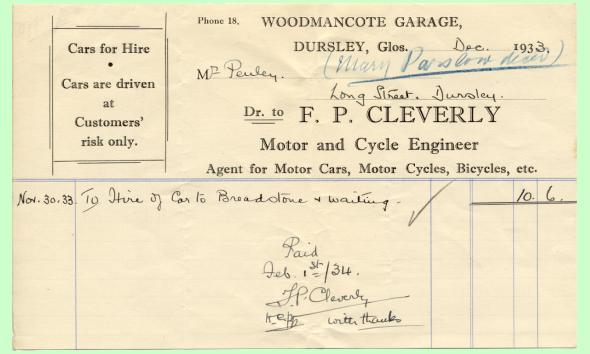 Cars for Hire
•
Cars are driven
at
Customers'
risk only.
Phone 18.
WOODMANCOTE GARAGE,
DURSLEY, Glos. Dec. 1933.
(Mary Parslow decd)
Mr Penley.
Long Street. Dursley.
Dr. to F. P. CLEVERLY
Motor and Cycle Engineer
Agent for Motor Cars, Motor Cycles, Bicycles, etc.
Nov. 30. 33 To Hire of Car to Breadstone & waiting - 10. 6.
Paid
Feb. 1st/34.
F.P. Cleverly
with thanks